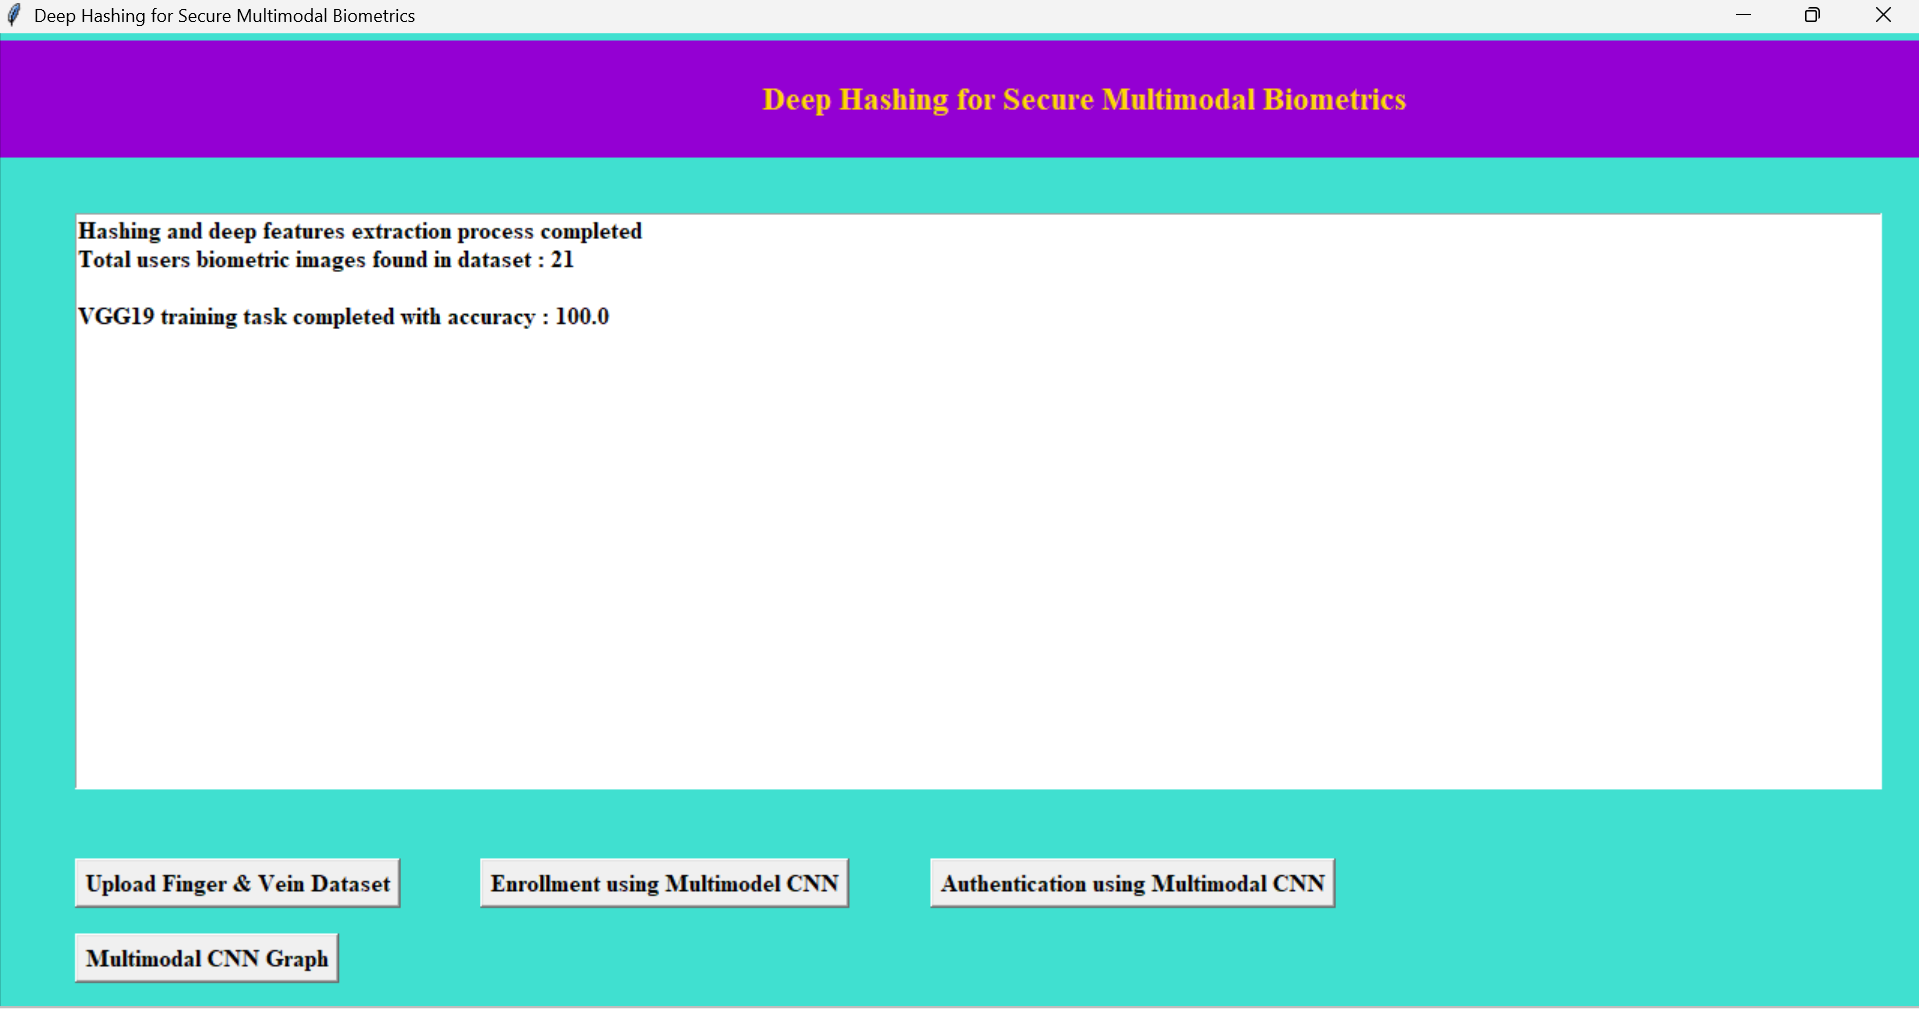 Deep Hashing for Secure Multimodal Biometrics
Deep Hashing for Secure Multimodal Biometrics
Hashing and deep features extraction process completed
Total users biometric images found in dataset : 21
VGG19 training task completed with accuracy : 100.0
Upload Finger & Vein Dataset
Enrollment using Multimodel CNN
Authentication using Multimodal CNN
Multimodal CNN Graph